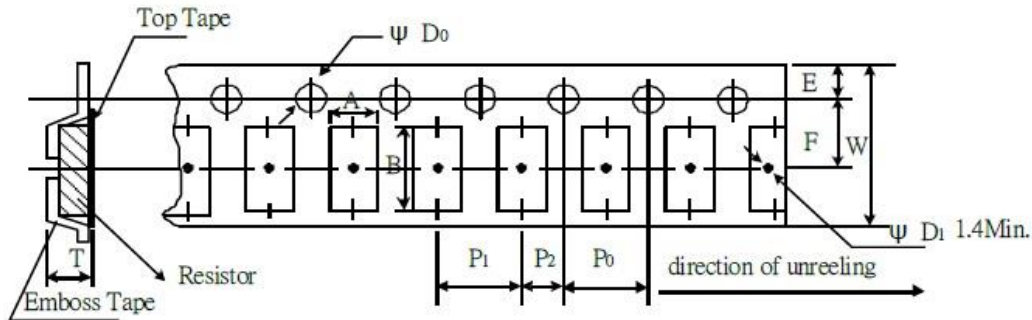 Top Tape
Ψ D0
E
A
F
W
B
Ψ D1 1.4Min.
T
P1
P2
P0
direction of unreeling
Resistor
Emboss Tape